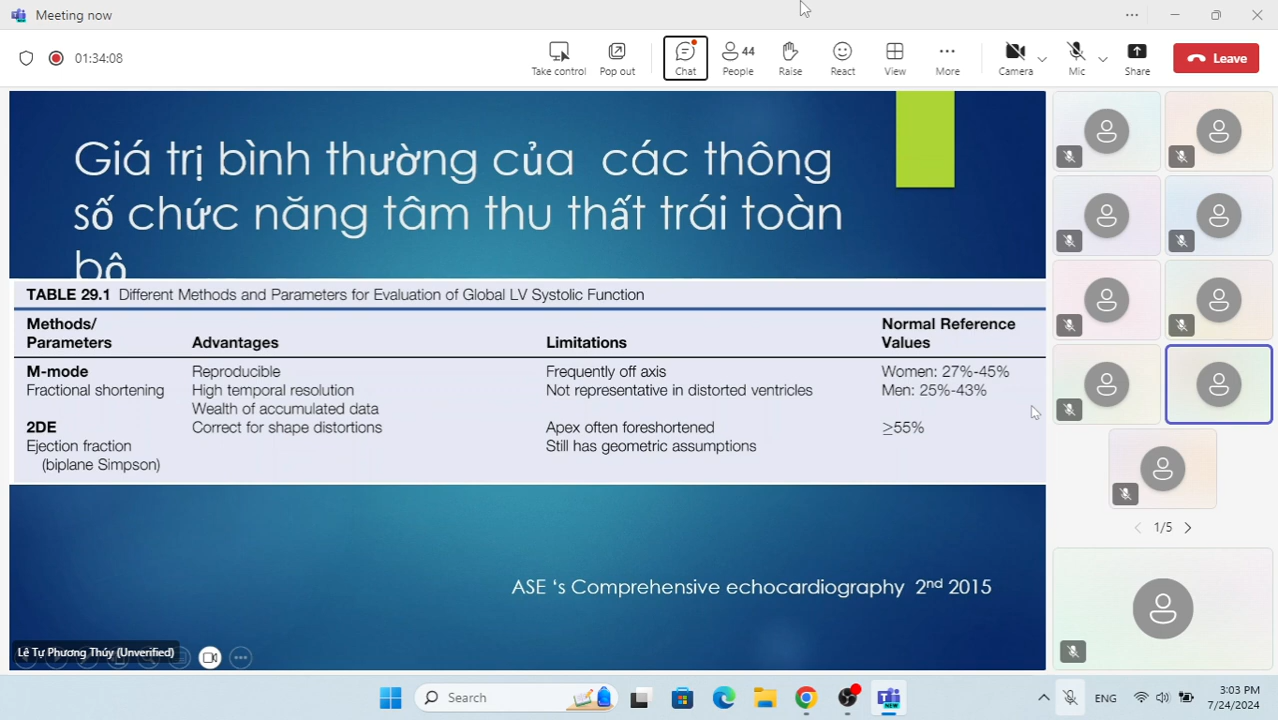 Meeting now
01:34:08
Take control
Pop out
Chat
44
People
Raise
React
View
More
Camera
Mic
Share
Leave
Giá trị bình thường của các thông
số chức năng tâm thu thất trái toàn
bộ
TABLE 29.1 Different Methods and Parameters for Evaluation of Global LV Systolic Function
Methods/
Parameters
Advantages
Limitations
Normal Reference
Values
M-mode
Fractional shortening
Reproducible
High temporal resolution
Wealth of accumulated data
Frequently off axis
Not representative in distorted ventricles
Women: 27%-45%
Men: 25%-43%
2DE
Ejection fraction
(biplane Simpson)
Correct for shape distortions
Apex often foreshortened
Still has geometric assumptions
≥55%
ASE ‘s Comprehensive echocardiography 2nd 2015
Lê Tự Phương Thúy (Unverified)
1/5
Search
NEW
ENG
3:03 PM
7/24/2024